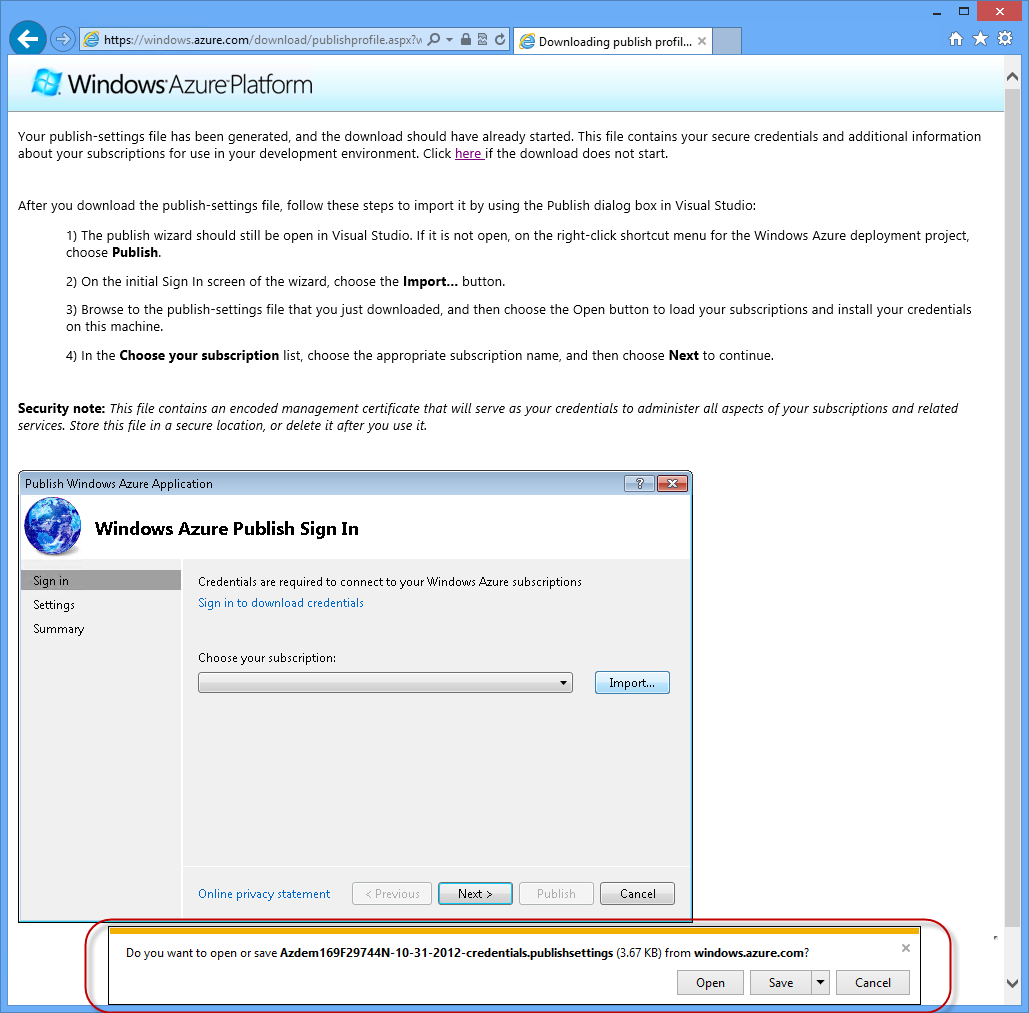 https://windows.azure.com/download/publishprofile.aspx?w
Downloading publish profil...
Windows Azure Platform
Your publish-settings file has been generated, and the download should have already started. This file contains your secure credentials and additional information
about your subscriptions for use in your development environment. Click here if the download does not start.
After you download the publish-settings file, follow these steps to import it by using the Publish dialog box in Visual Studio:
1) The publish wizard should still be open in Visual Studio. If it is not open, on the right-click shortcut menu for the Windows Azure deployment project,
choose Publish.
2) On the initial Sign In screen of the wizard, choose the Import... button.
3) Browse to the publish-settings file that you just downloaded, and then choose the Open button to load your subscriptions and install your credentials
on this machine.
4) In the Choose your subscription list, choose the appropriate subscription name, and then choose Next to continue.
Security note: This file contains an encoded management certificate that will serve as your credentials to administer all aspects of your subscriptions and related
services. Store this file in a secure location, or delete it after you use it.
Publish Windows Azure Application
Windows Azure Publish Sign In
Sign in
Credentials are required to connect to your Windows Azure subscriptions
Sign in to download credentials
Settings
Summary
Choose your subscription:
Import...
Online privacy statement
< Previous
Next >
Publish
Cancel
Do you want to open or save Azdem169F29744N-10-31-2012-credentials.publishsettings (3.67 KB) from windows.azure.com?
Open
Save
Cancel